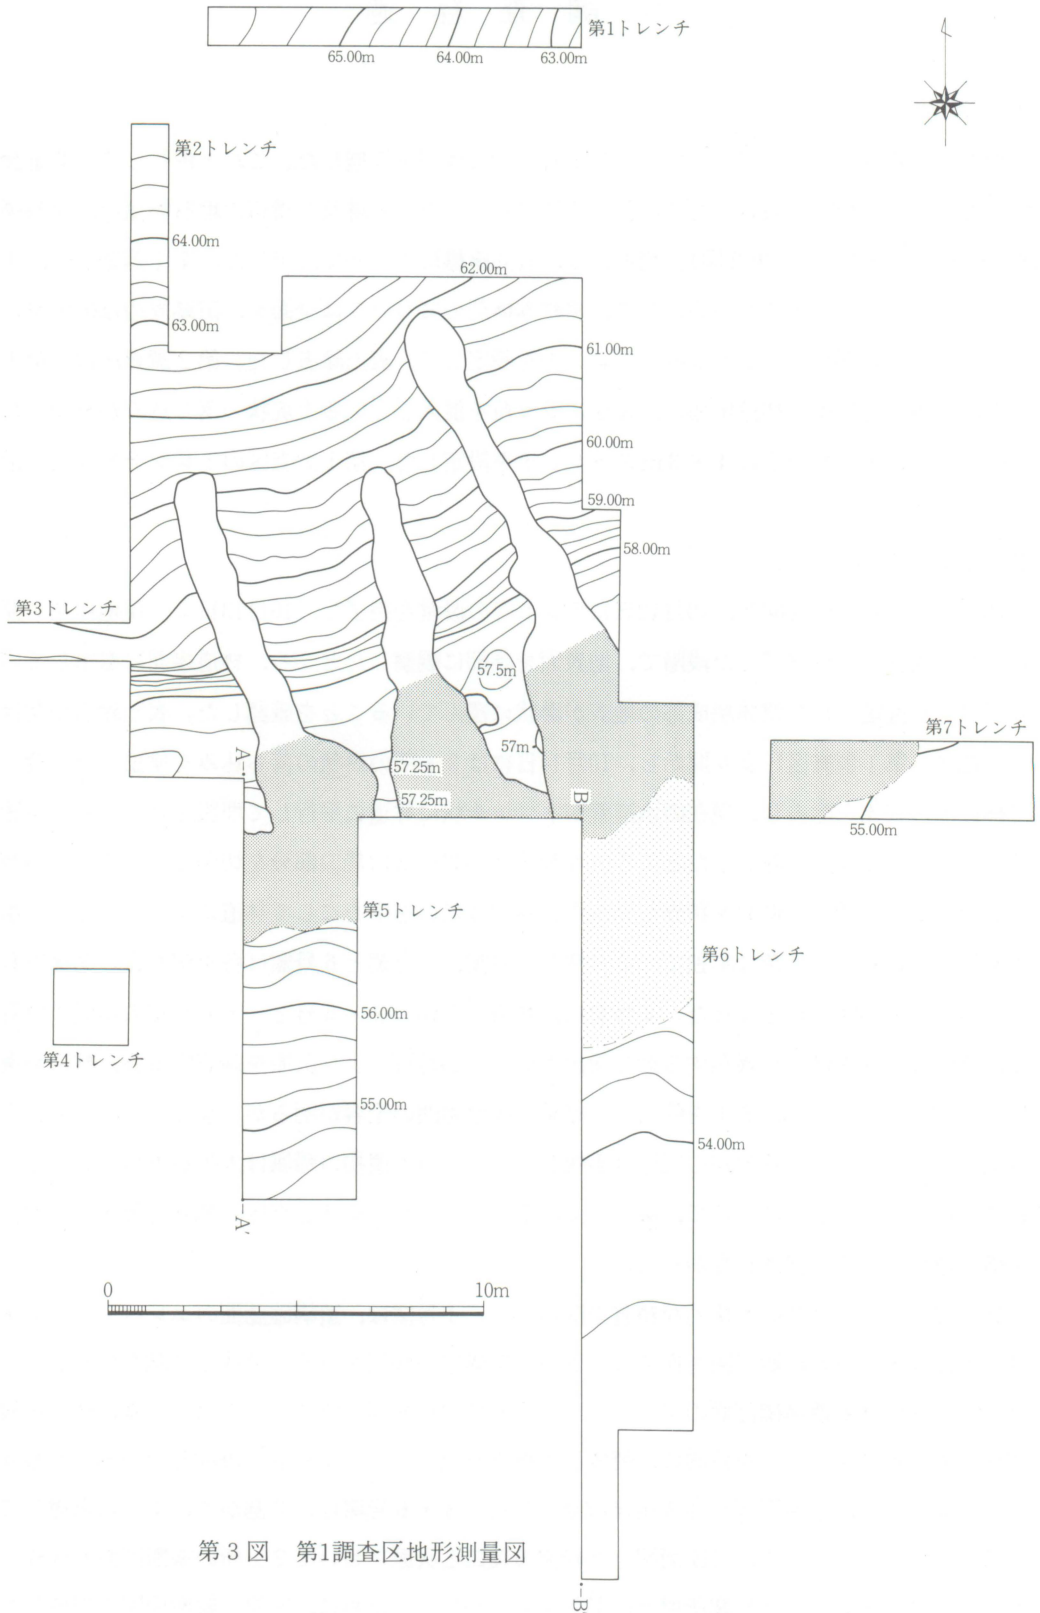 第1トレンチ
65.00m
64.00m
63.00m
第2トレンチ
64.00m
63.00m
62.00m
61.00m
60.00m
59.00m
58.00m
第3トレンチ
57.5m
57m
57.25m
57.25m
A
B
第7トレンチ
55.00m
第5トレンチ
第6トレンチ
56.00m
第4トレンチ
55.00m
54.00m
A'
0 10m
第3図 第1調査区地形測量図
B'